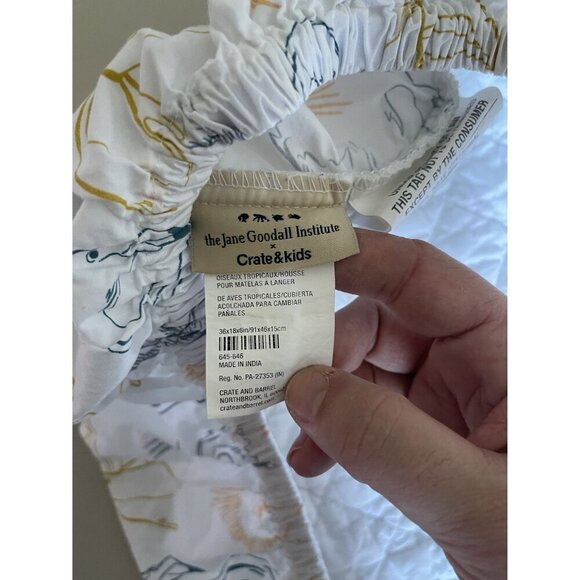 the Jane Goodall Institute
x
Crate&kids
OISEAUX TROPICAUX/HOUSSE
POUR MATELAS À LANGER
DE AVES TROPICALES/CUBIERTA
ACOLCHADA PARA CAMBIAR
PAÑALES
36x18x6in/91x46x15cm
645-646
MADE IN INDIA
Reg. No. PA-27353 (IN)
CRATE AND BARREL
NORTHBROOK, IL
crateandbarrel.com
THIS TAG NOT
EXCEPT BY THE CONSUMER